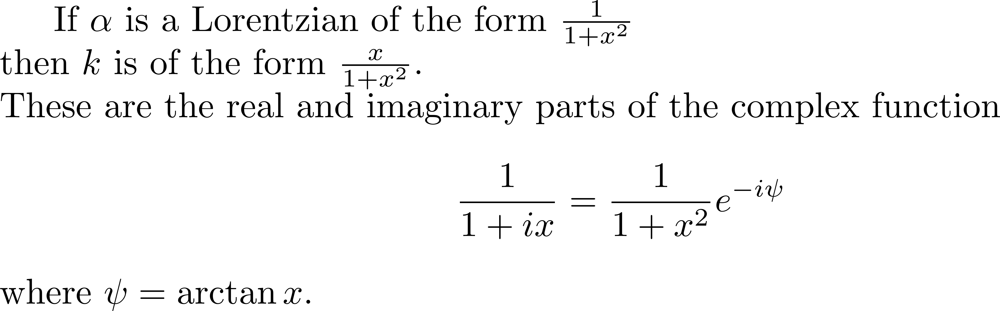 If $\alpha$ is a Lorentzian of the form $\frac{1}{1+x^2}$
then $k$ is of the form $\frac{x}{1+x^2}$.
These are the real and imaginary parts of the complex function
$$\frac{1}{1+ix} = \frac{1}{1+x^2} e^{-i\psi}$$
where $\psi = \arctan x$.